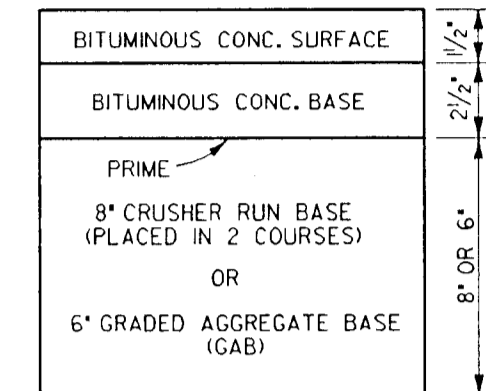 BITUMINOUS CONC. SURFACE
1½"
BITUMINOUS CONC. BASE
2½"
PRIME
8" CRUSHER RUN BASE
(PLACED IN 2 COURSES)
OR
6" GRADED AGGREGATE BASE
(GAB)
8" OR 6"